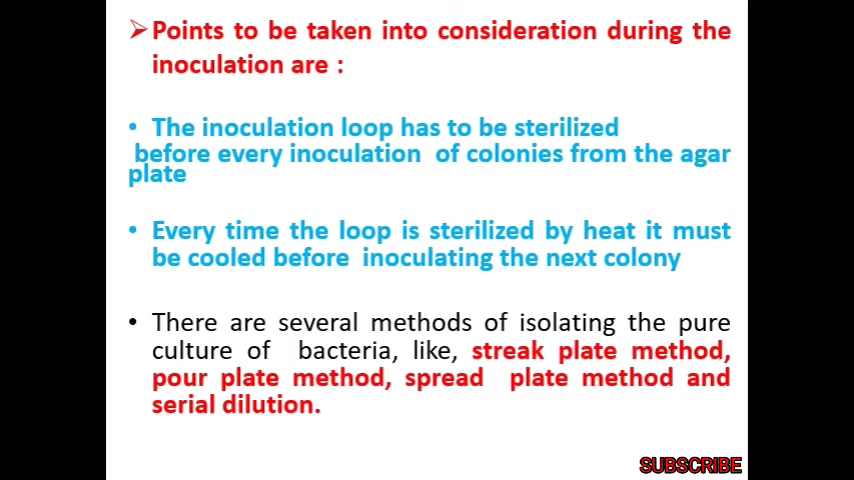 ➢Points to be taken into consideration during the
inoculation are :
• The inoculation loop has to be sterilized
before every inoculation of colonies from the agar
plate
• Every time the loop is sterilized by heat it must
be cooled before inoculating the next colony
• There are several methods of isolating the pure
culture of bacteria, like, streak plate method,
pour plate method, spread plate method and
serial dilution.
SUBSCRIBE